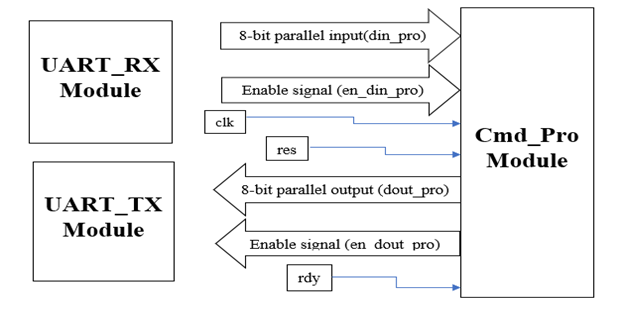 UART_RX
Module
8-bit parallel input(din_pro)
Enable signal (en_din_pro)
clk
res
Cmd_Pro
Module
UART_TX
Module
8-bit parallel output (dout_pro)
Enable signal (en_dout_pro)
rdy